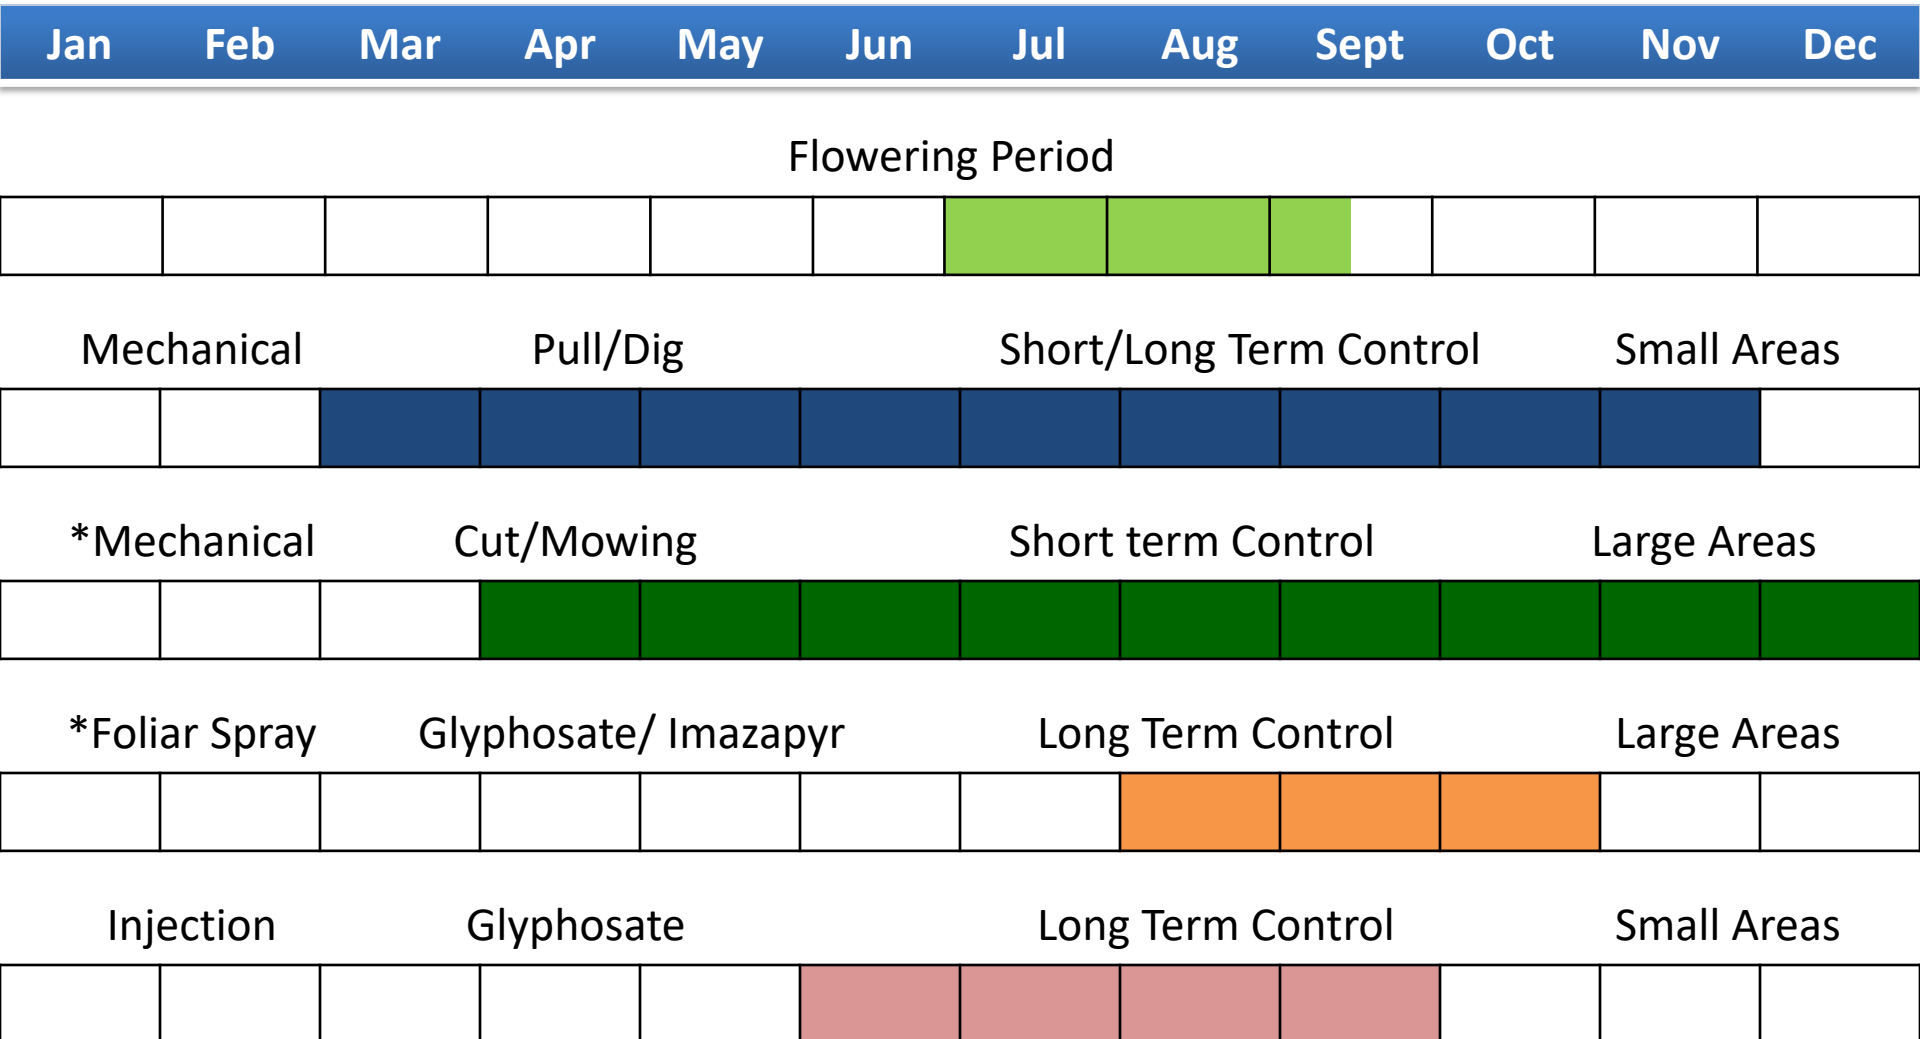 Jan Feb Mar Apr May Jun Jul Aug Sept Oct Nov Dec
Flowering Period
Mechanical Pull/Dig Short/Long Term Control Small Areas
*Mechanical Cut/Mowing Short term Control Large Areas
*Foliar Spray Glyphosate/ Imazapyr Long Term Control Large Areas
Injection Glyphosate Long Term Control Small Areas